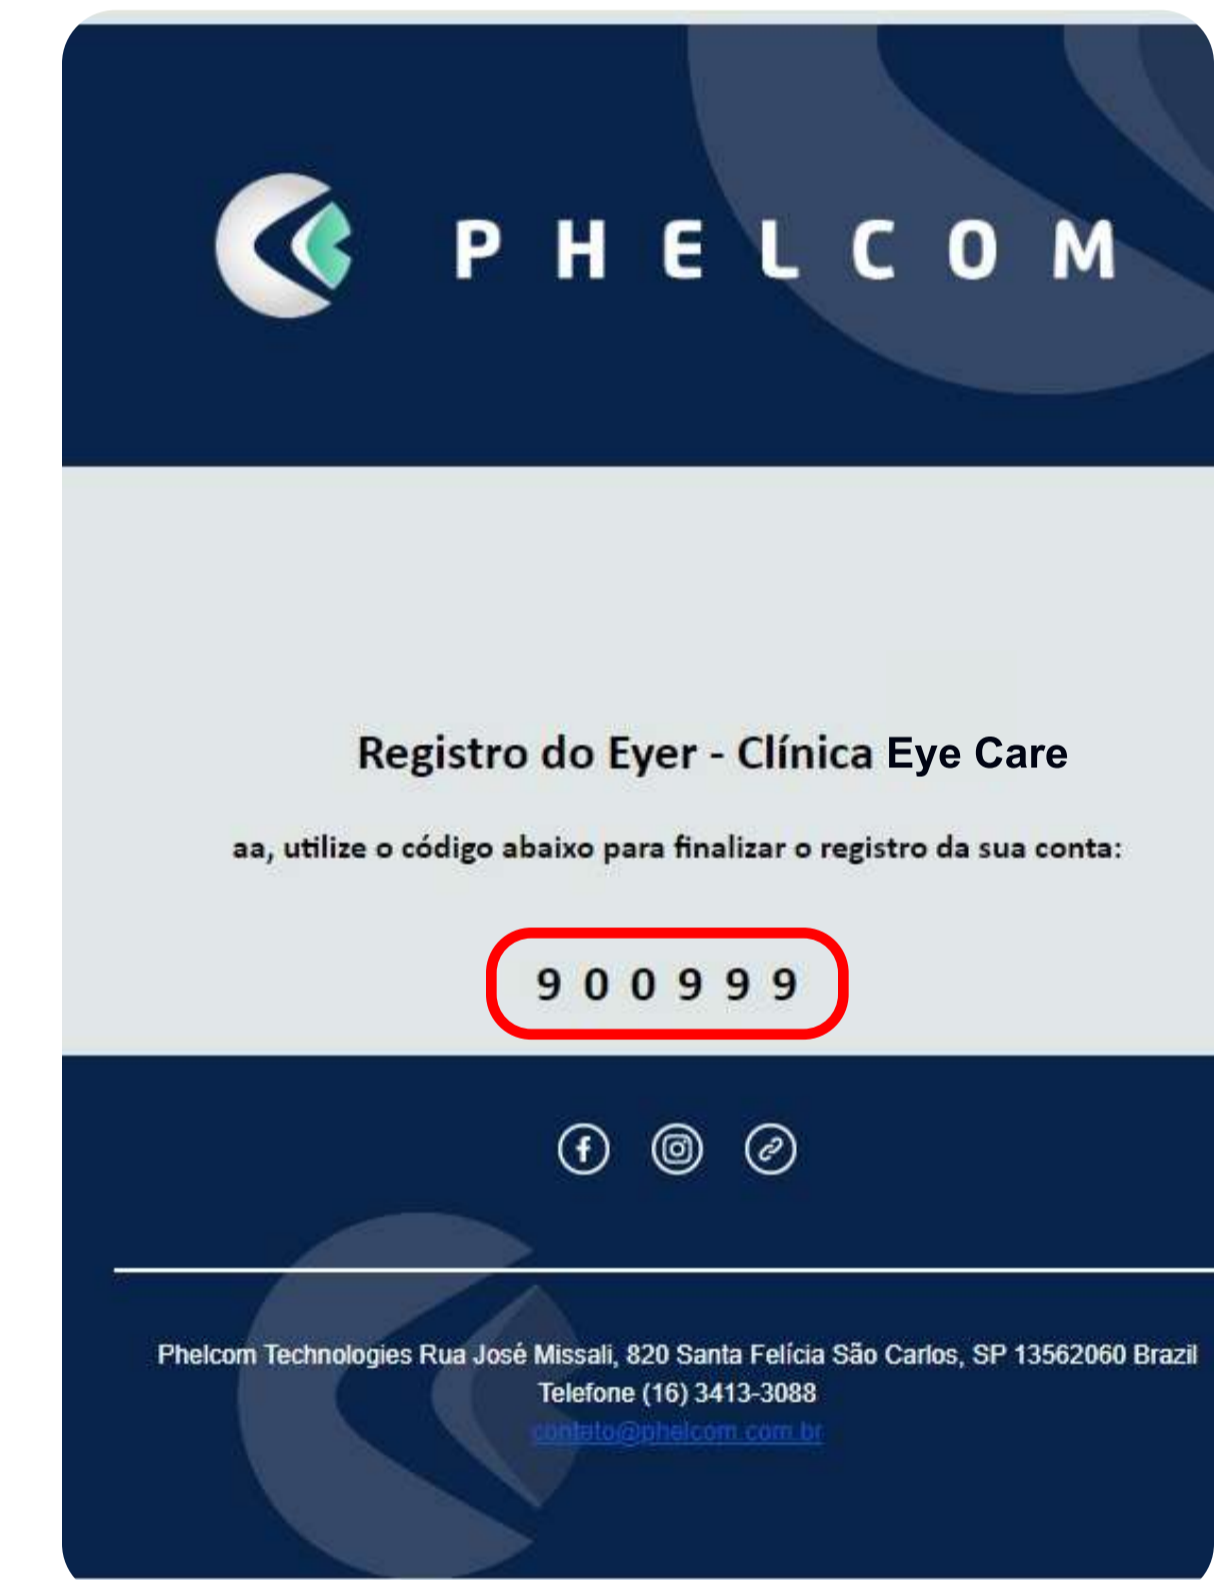 PHELCOM
Registro do Eyer - Clínica Eye Care
aa, utilize o código abaixo para finalizar o registro da sua conta:
9 0 0 9 9 9
Phelcom Technologies Rua José Missali, 820 Santa Felícia São Carlos, SP 13562060 Brazil
Telefone (16) 3413-3088
contato@phelcom.com.br